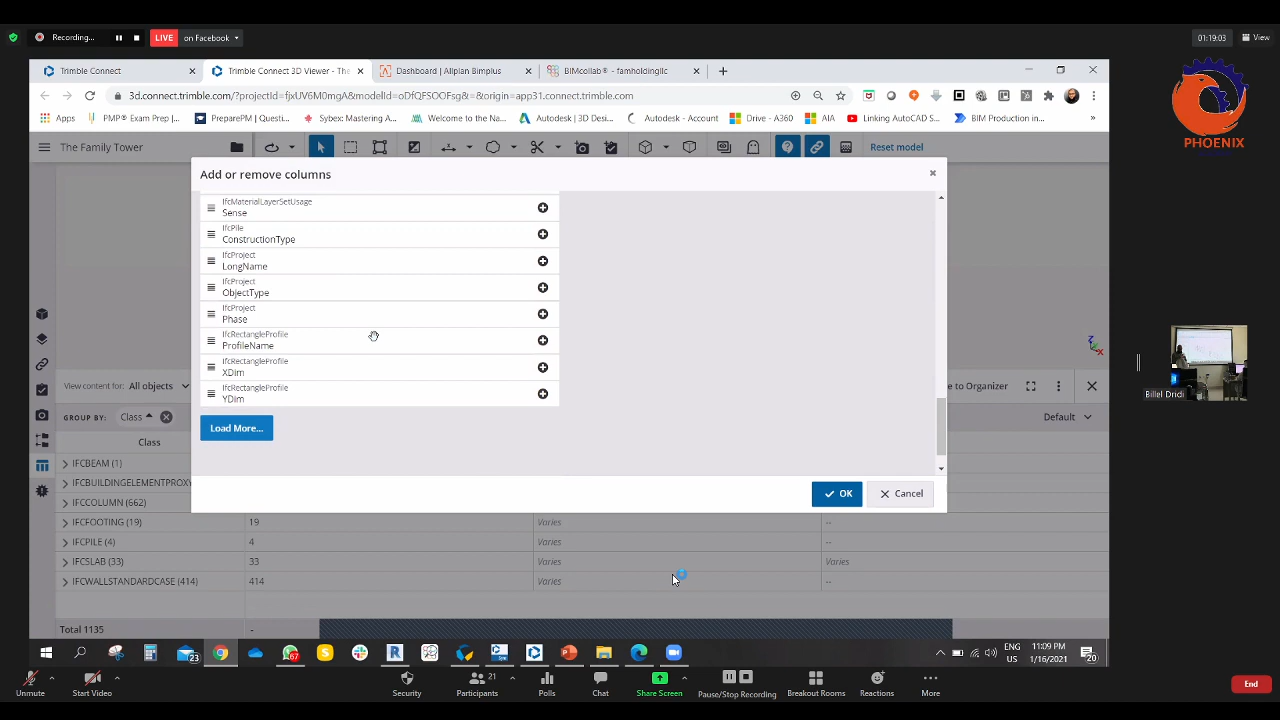 Recording...
LIVE
on Facebook
01:19:03
View
Trimble Connect
Trimble Connect 3D Viewer - The
Dashboard | Allplan Bimplus
BIMcollab® - famholdingllc
3d.connect.trimble.com/?projectId=fjxUV6M0mgA&modelId=oDfQFSOOFsg&=&origin=app31.connect.trimble.com
Apps
PMP® Exam Prep |...
PreparePM | Questi...
Sybex: Mastering A...
Welcome to the Na...
Autodesk | 3D Desig...
Autodesk - Account
Drive - A360
AIA
Linking AutoCAD S...
BIM Production in...
The Family Tower
Reset model
PHOENIX
Add or remove columns
IfcMaterialLayerSetUsage
Sense
IfcPile
ConstructionType
IfcProject
LongName
IfcProject
ObjectType
IfcProject
Phase
IfcRectangleProfile
ProfileName
IfcRectangleProfile
XDim
IfcRectangleProfile
YDim
Load More...
OK
Cancel
View content for: All objects
e to Organizer
GROUP BY: Class
Default
Class
IFCBEAM (1)
IFCBUILDINGELEMENTPROXY
IFCCOLUMN (662)
IFCFOOTING (19) 19 Varies --
IFCPILE (4) 4 Varies --
IFCSLAB (33) 33 Varies Varies
IFCWALLSTANDARDCASE (414) 414 Varies --
Total 1135 -
Billel Dridi
23
67
ENG
US
11:09 PM
1/16/2021
20
Unmute
Start Video
Security
Participants
21
Polls
Chat
Share Screen
Pause/Stop Recording
Breakout Rooms
Reactions
More
End